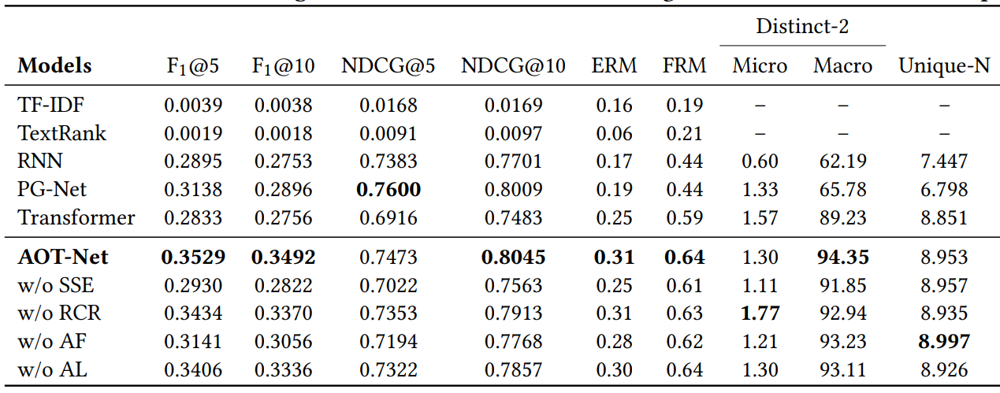 Distinct-2
Models F1@5 F1@10 NDCG@5 NDCG@10 ERM FRM Micro Macro Unique-N
TF-IDF 0.0039 0.0038 0.0168 0.0169 0.16 0.19 – – –
TextRank 0.0019 0.0018 0.0091 0.0097 0.06 0.21 – – –
RNN 0.2895 0.2753 0.7383 0.7701 0.17 0.44 0.60 62.19 7.447
PG-Net 0.3138 0.2896 0.7600 0.8009 0.19 0.44 1.33 65.78 6.798
Transformer 0.2833 0.2756 0.6916 0.7483 0.25 0.59 1.57 89.23 8.851
AOT-Net 0.3529 0.3492 0.7473 0.8045 0.31 0.64 1.30 94.35 8.953
w/o SSE 0.2930 0.2822 0.7022 0.7563 0.25 0.61 1.11 91.85 8.957
w/o RCR 0.3434 0.3370 0.7353 0.7913 0.31 0.63 1.77 92.94 8.935
w/o AF 0.3141 0.3056 0.7194 0.7768 0.28 0.62 1.21 93.23 8.997
w/o AL 0.3406 0.3336 0.7322 0.7857 0.30 0.64 1.30 93.11 8.926